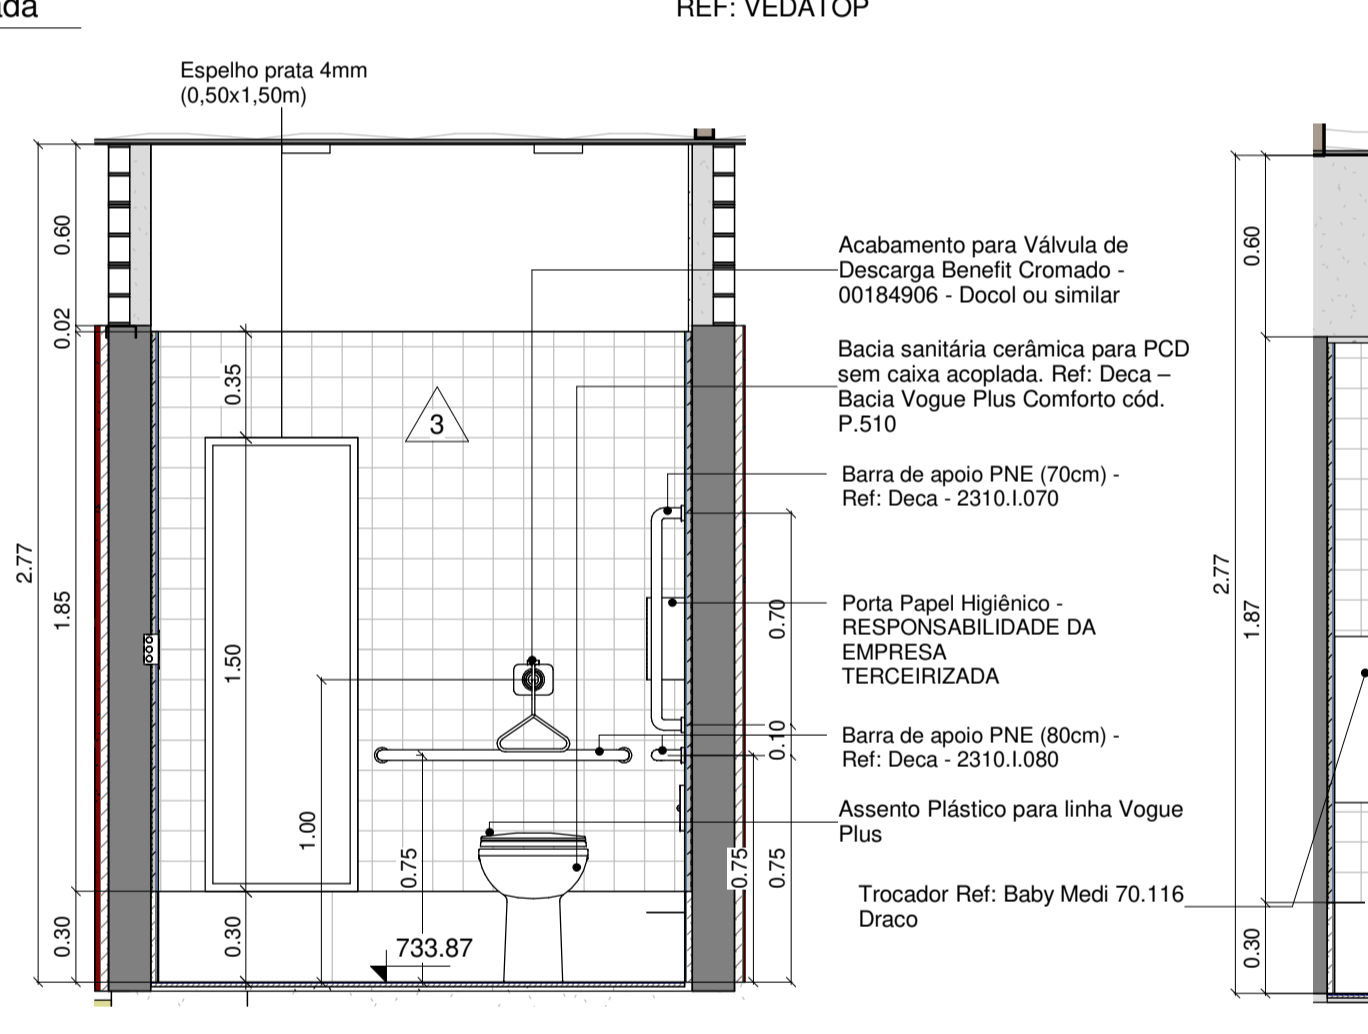 ada
REF: VEDATOP
Espelho prata 4mm
(0,50x1,50m)
0.60
0.02
2.77
1.85
0.30
0.35
1.50
0.30
3
1.00
0.75
733.87
0.70
0.10
0.75
0.75
Acabamento para Válvula de
Descarga Benefit Cromado -
00184906 - Docol ou similar
Bacia sanitária cerâmica para PCD
sem caixa acoplada. Ref: Deca –
Bacia Vogue Plus Comforto cód.
P.510
Barra de apoio PNE (70cm) -
Ref: Deca - 2310.I.070
Porta Papel Higiênico -
RESPONSABILIDADE DA
EMPRESA
TERCEIRIZADA
Barra de apoio PNE (80cm) -
Ref: Deca - 2310.I.080
Assento Plástico para linha Vogue
Plus
Trocador Ref: Baby Medi 70.116
Draco
0.60
2.77
1.87
0.30